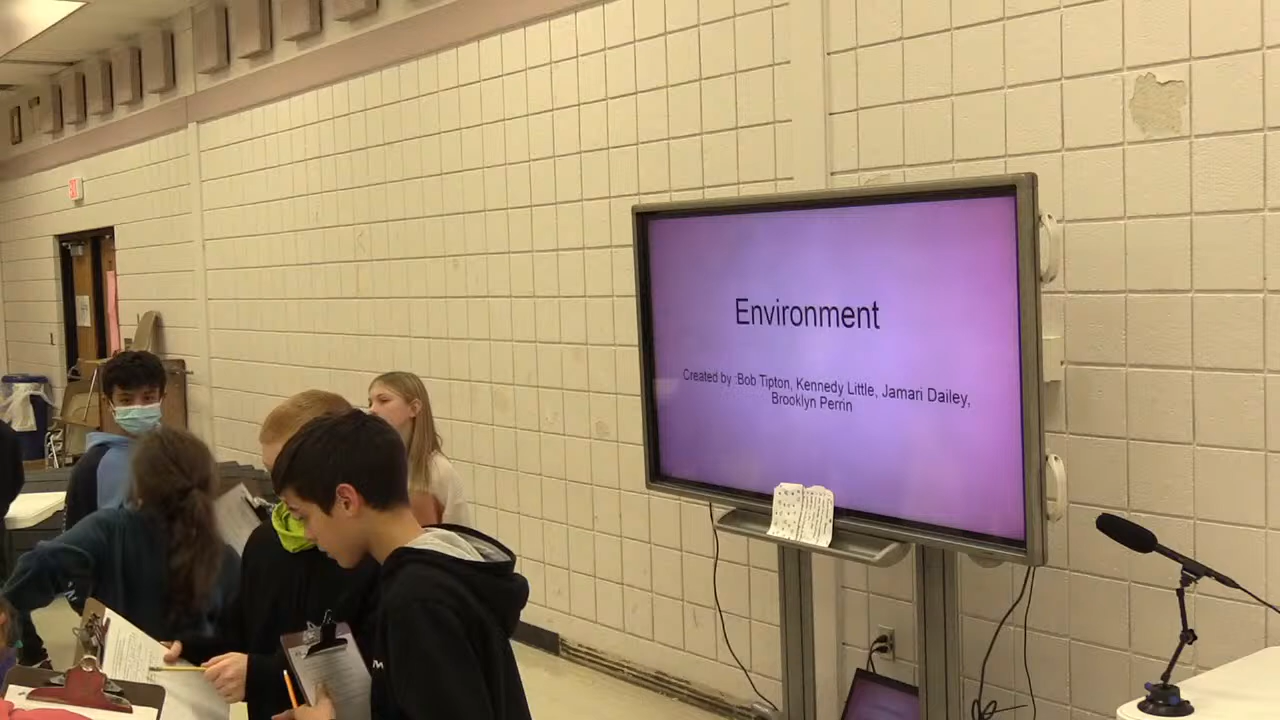 Environment
Created by :Bob Tipton, Kennedy Little, Jamari Dailey,
Brooklyn Perrin